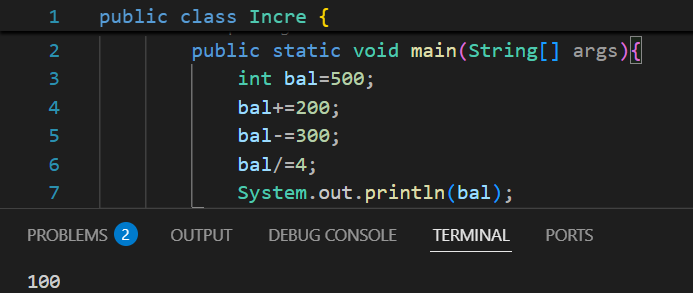 1 public class Incre {
2 public static void main(String[] args){
3 int bal=500;
4 bal+=200;
5 bal-=300;
6 bal/=4;
7 System.out.println(bal);
PROBLEMS 2 OUTPUT DEBUG CONSOLE TERMINAL PORTS
100